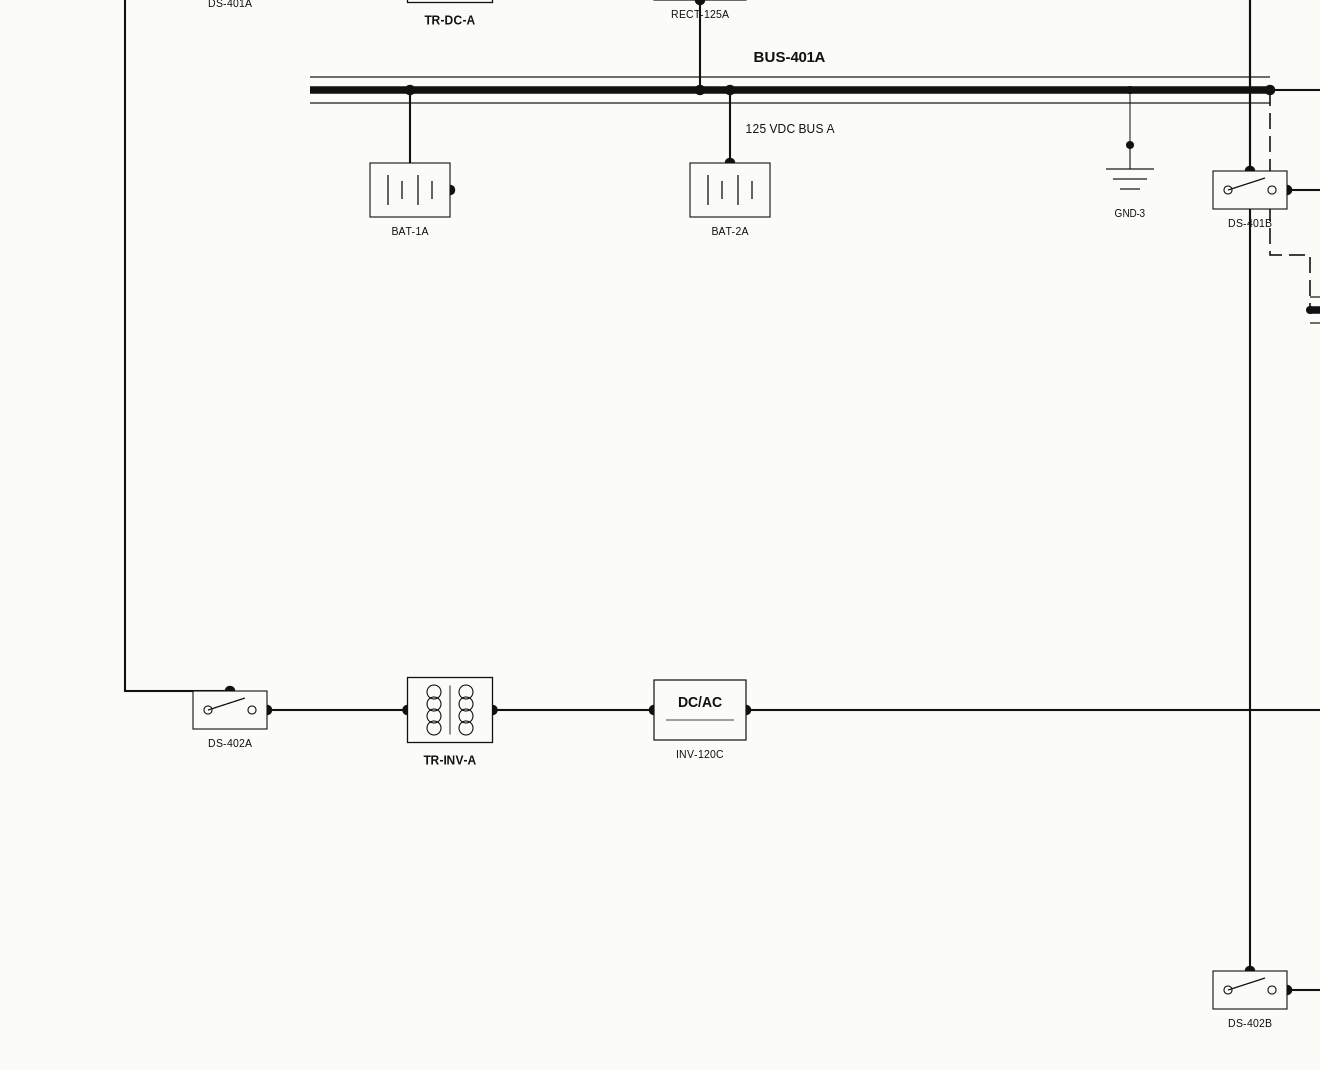 DS-401A
TR-DC-A
RECT-125A
BUS-401A
125 VDC BUS A
BAT-1A
BAT-2A
GND-3
DS-401B
DC/AC
DS-402A
TR-INV-A
INV-120C
DS-402B